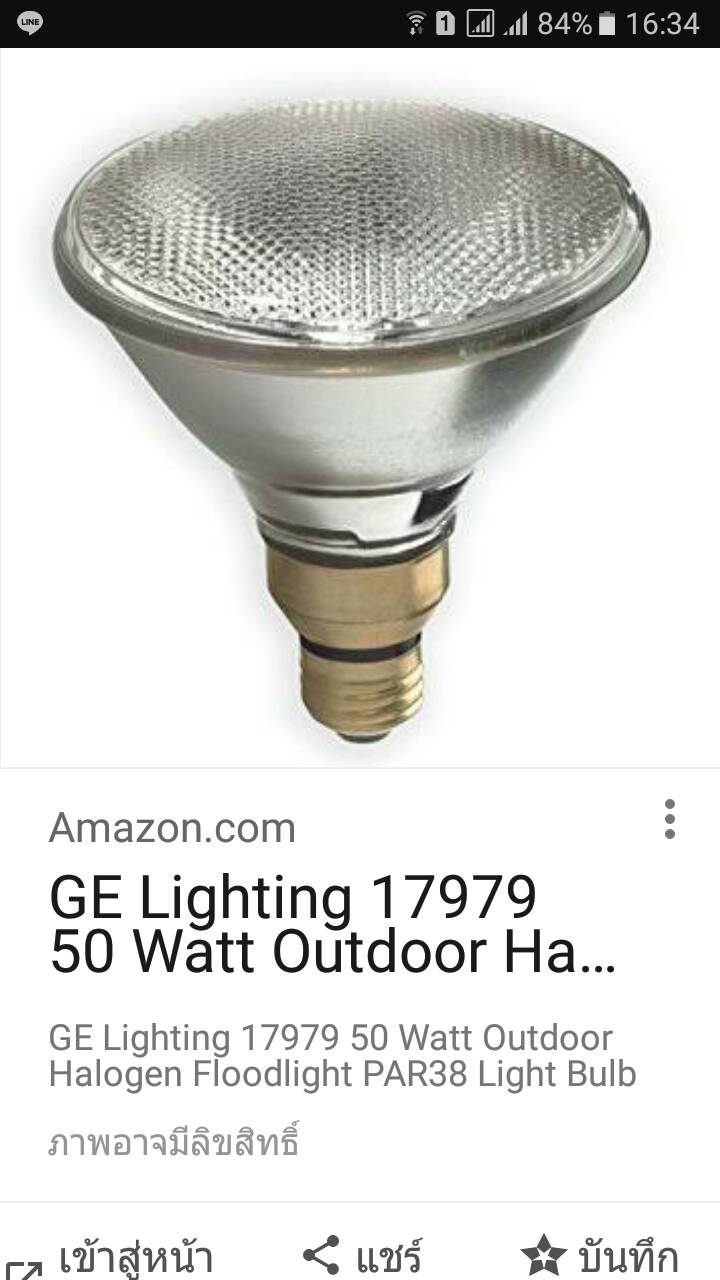 LINE
1
84%
16:34
Amazon.com
GE Lighting 17979
50 Watt Outdoor Ha...
GE Lighting 17979 50 Watt Outdoor
Halogen Floodlight PAR38 Light Bulb
ภาพอาจมีลิขสิทธิ์
เข้าสู่หน้า
แชร์
บันทึก